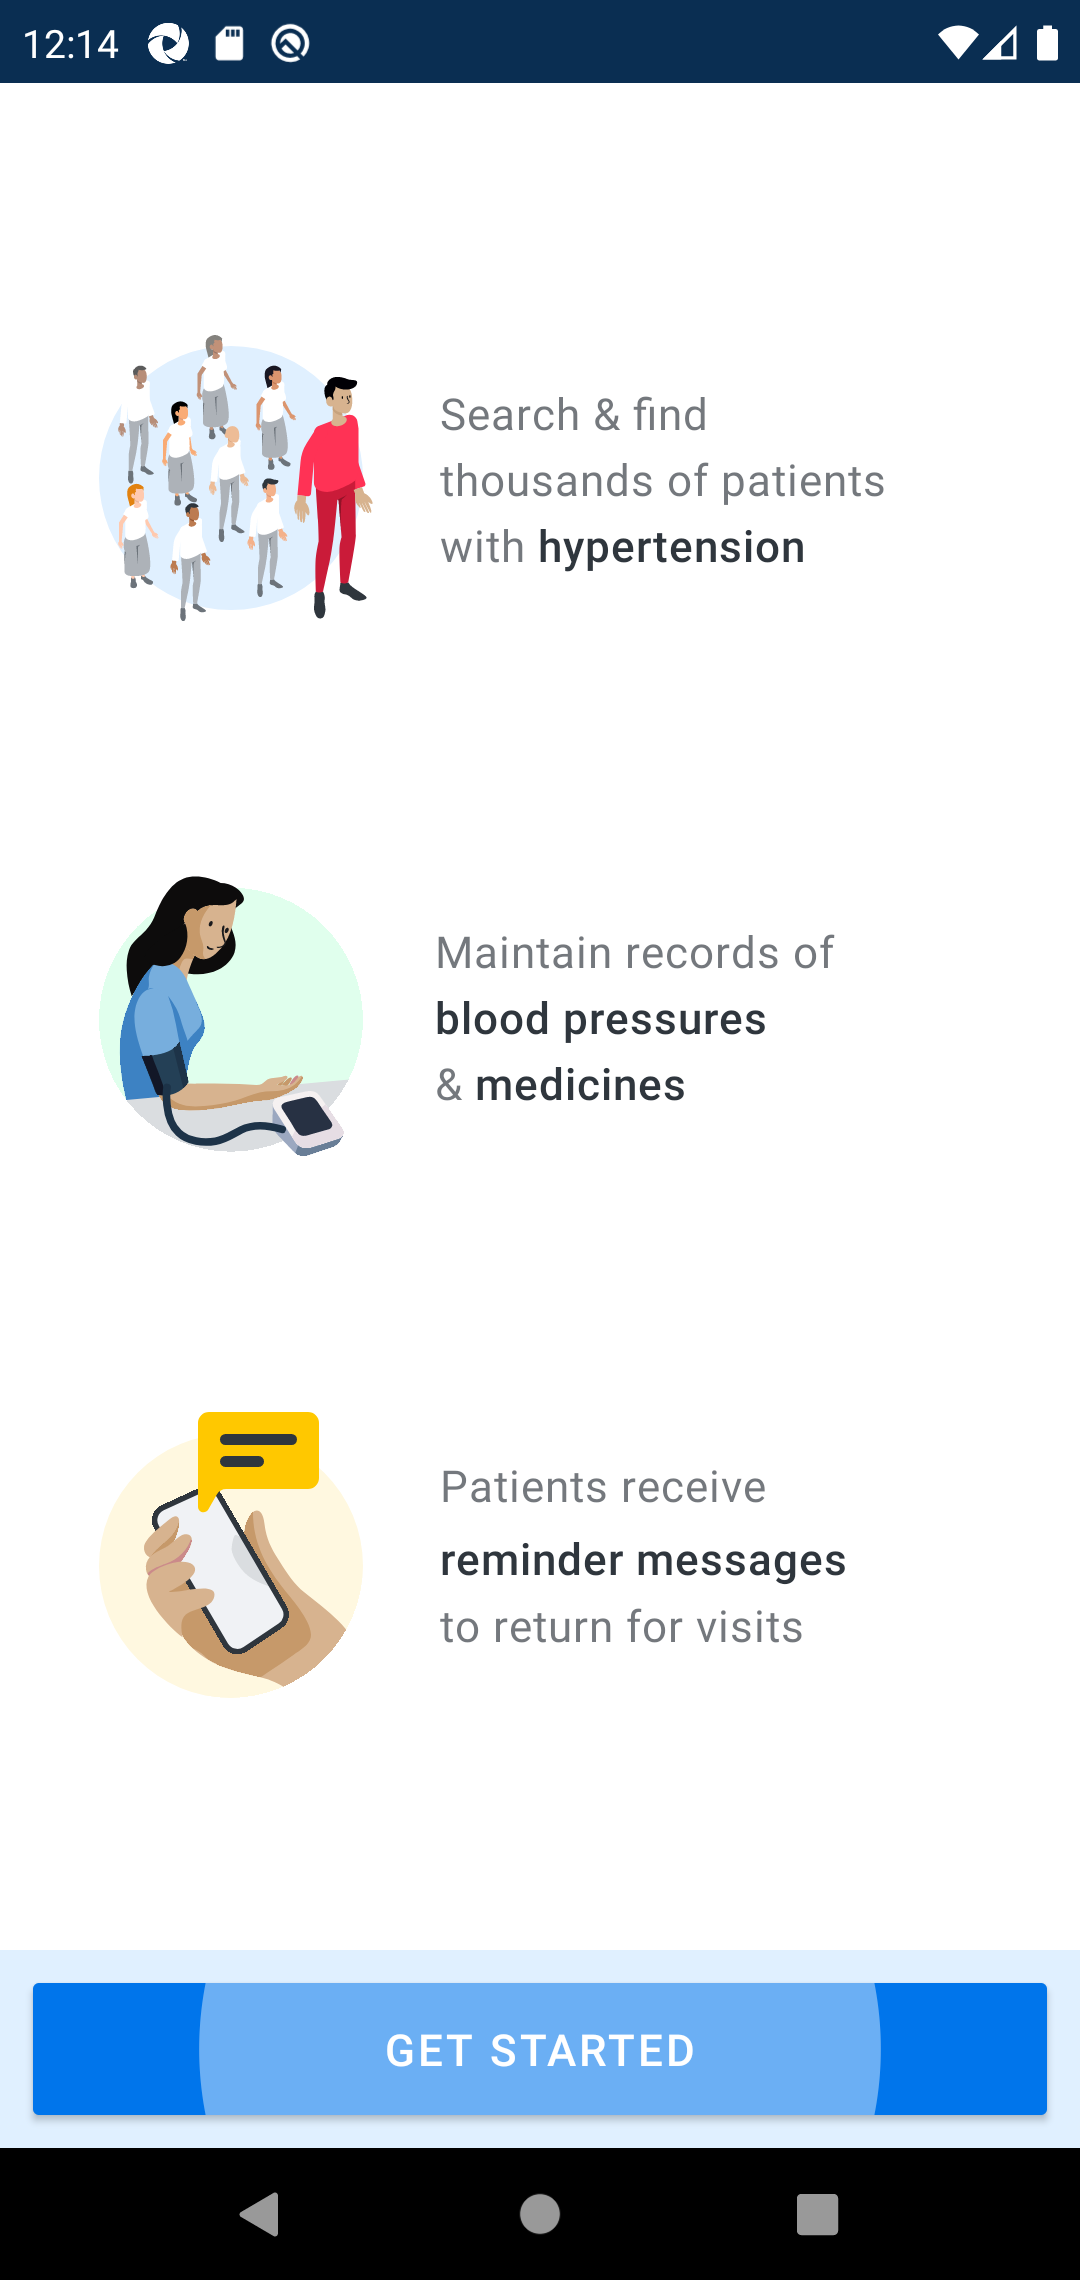 12:14
Search & find
thousands of patients
with hypertension
Maintain records of
blood pressures
& medicines
Patients receive
reminder messages
to return for visits
GET STARTED